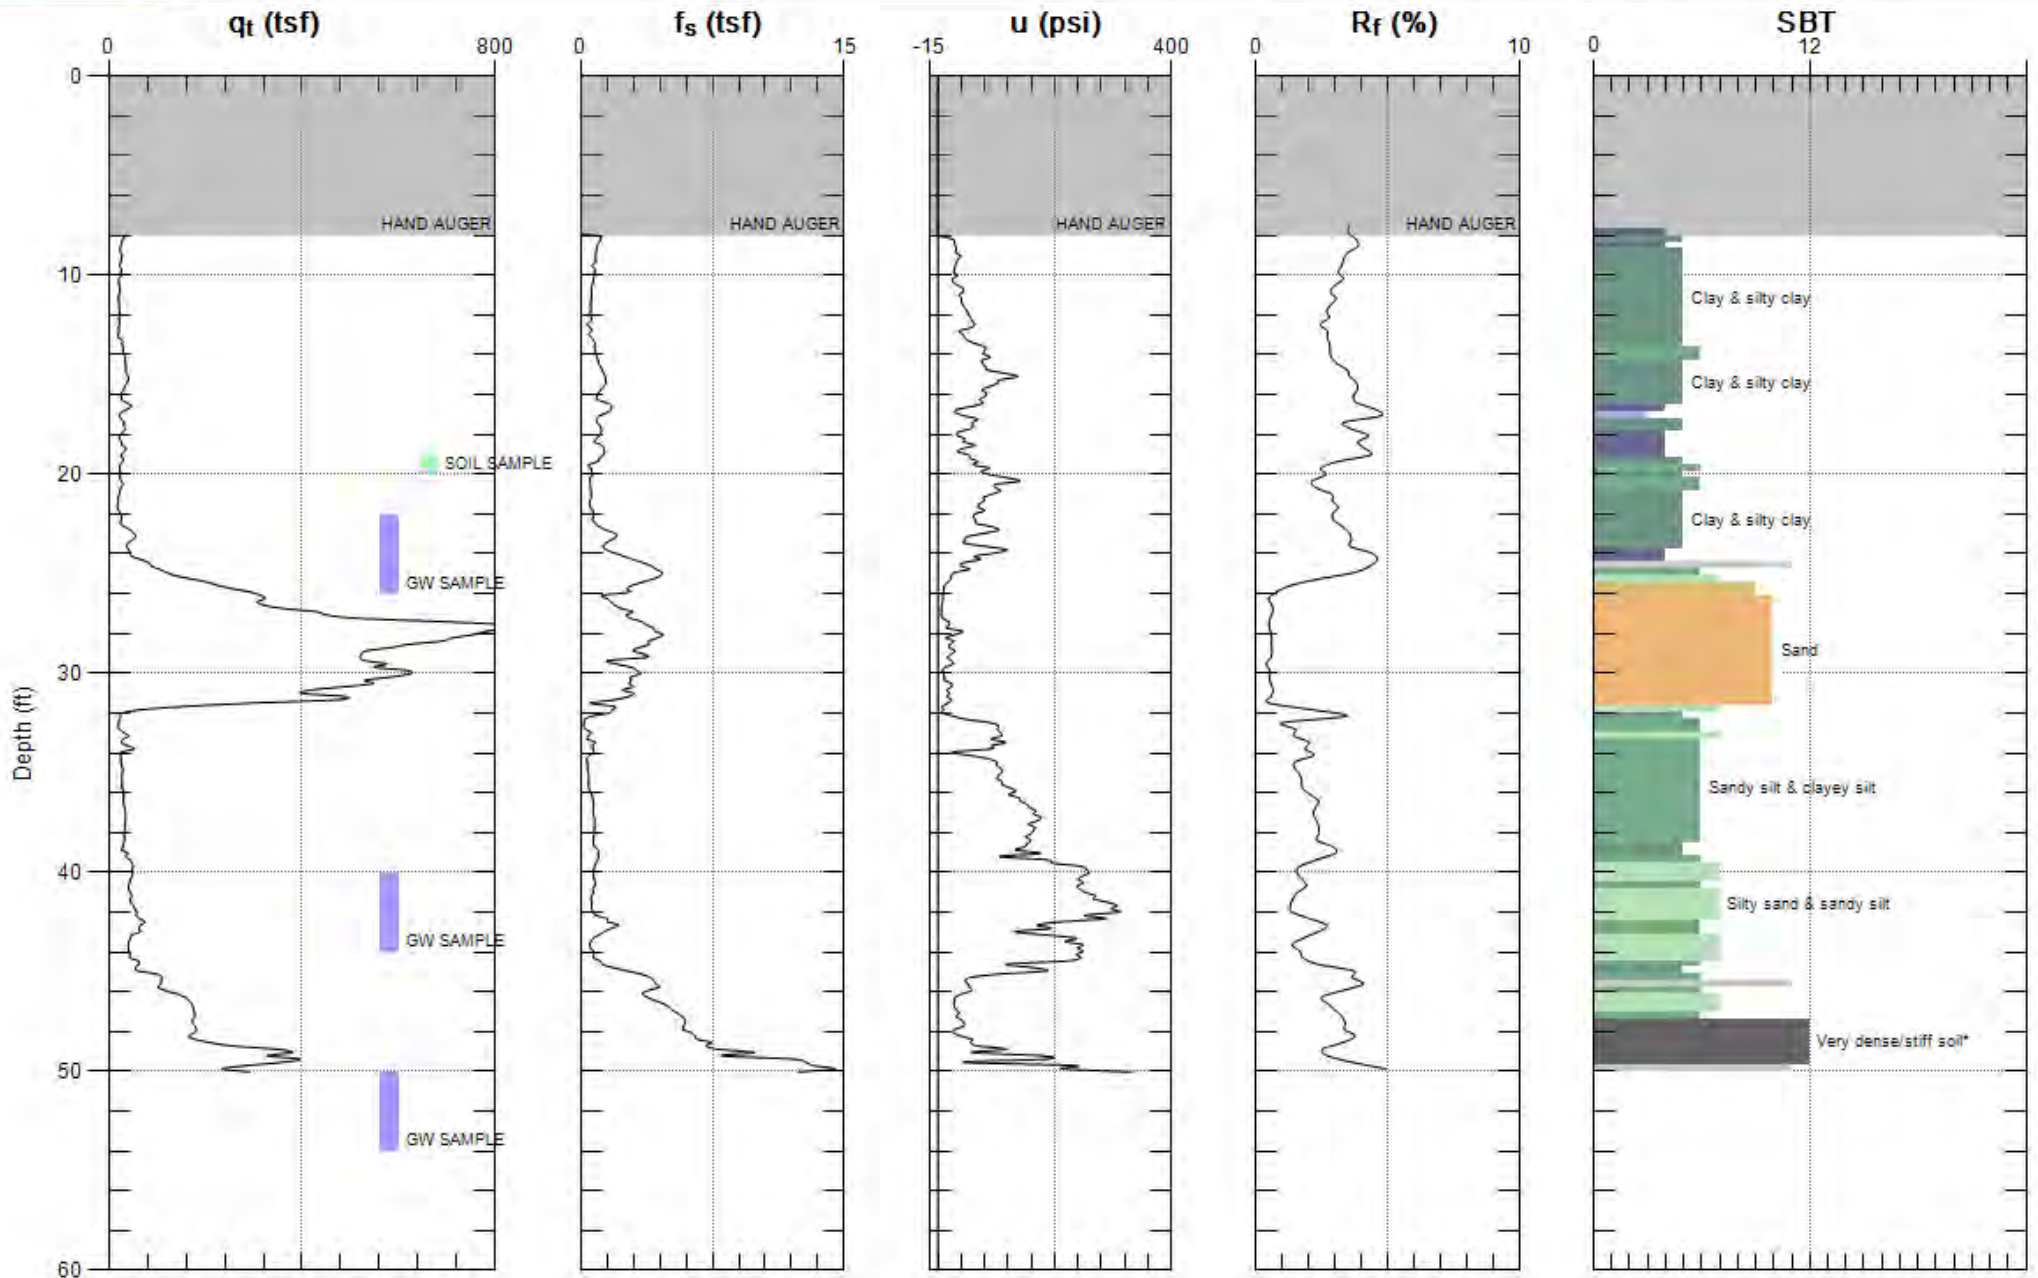 qt (tsf) fs (tsf) u (psi) Rf (%) SBT
0 800 0 15 -15 400 0 10 0 12
0
HAND AUGER HAND AUGER HAND AUGER HAND AUGER
10
Clay & silty clay
Clay & silty clay
SOIL SAMPLE
20
Clay & silty clay
GW SAMPLE
Sand
30
Depth (ft)
Sandy silt & clayey silt
40
Silty sand & sandy silt
GW SAMPLE
Very dense/stiff soil*
50
GW SAMPLE
60